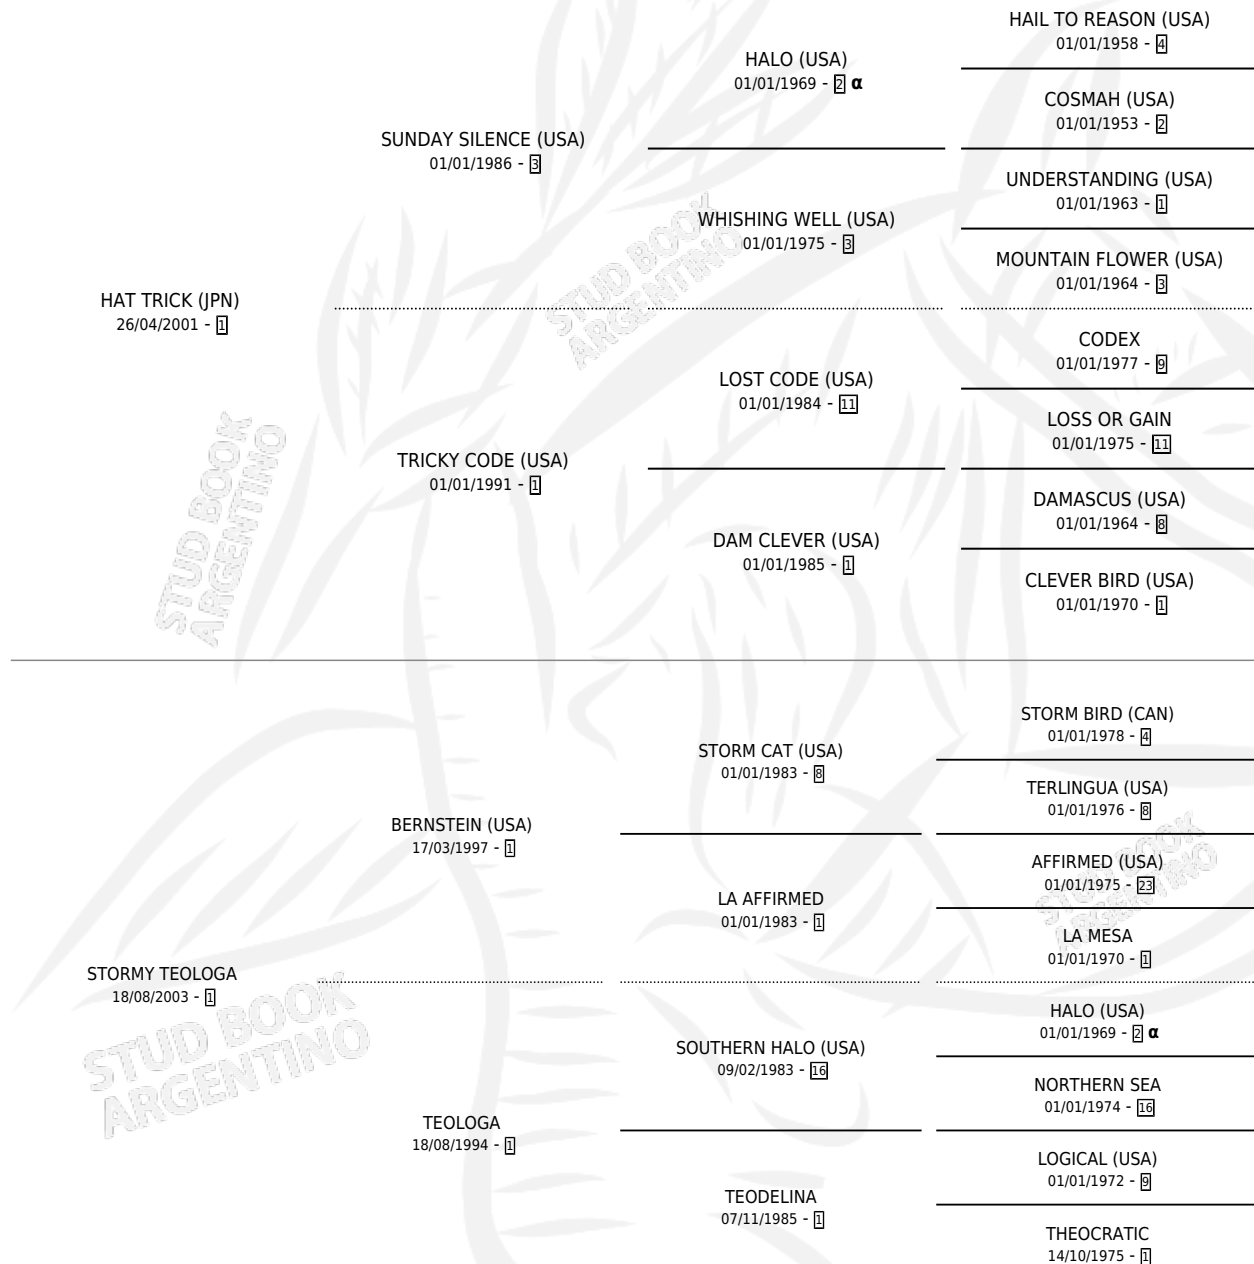 HAIL TO REASON (USA)
01/01/1958 - 4
HALO (USA)
01/01/1969 - 2 α
COSMAH (USA)
01/01/1953 - 2
SUNDAY SILENCE (USA)
01/01/1986 - 3
UNDERSTANDING (USA)
01/01/1963 - 1
WHISHING WELL (USA)
01/01/1975 - 3
MOUNTAIN FLOWER (USA)
01/01/1964 - 3
STUD BOOK
ARGENTINO
HAT TRICK (JPN)
26/04/2001 - 1
CODEX
01/01/1977 - 9
LOST CODE (USA)
01/01/1984 - 11
LOSS OR GAIN
01/01/1975 - 11
TRICKY CODE (USA)
01/01/1991 - 1
DAMASCUS (USA)
01/01/1964 - 8
DAM CLEVER (USA)
01/01/1985 - 1
CLEVER BIRD (USA)
01/01/1970 - 1
STUD BOOK
ARGENTINO
STORM BIRD (CAN)
01/01/1978 - 4
STORM CAT (USA)
01/01/1983 - 8
TERLINGUA (USA)
01/01/1976 - 8
BERNSTEIN (USA)
17/03/1997 - 1
AFFIRMED (USA)
01/01/1975 - 23
LA AFFIRMED
01/01/1983 - 1
LA MESA
01/01/1970 - 1
STUD BOOK
ARGENTINO
STORMY TEOLOGA
18/08/2003 - 1
HALO (USA)
01/01/1969 - 2 α
SOUTHERN HALO (USA)
09/02/1983 - 16
NORTHERN SEA
01/01/1974 - 16
STUD BOOK
ARGENTINO
TEOLOGA
18/08/1994 - 1
LOGICAL (USA)
01/01/1972 - 9
TEODELINA
07/11/1985 - 1
THEOCRATIC
14/10/1975 - 1